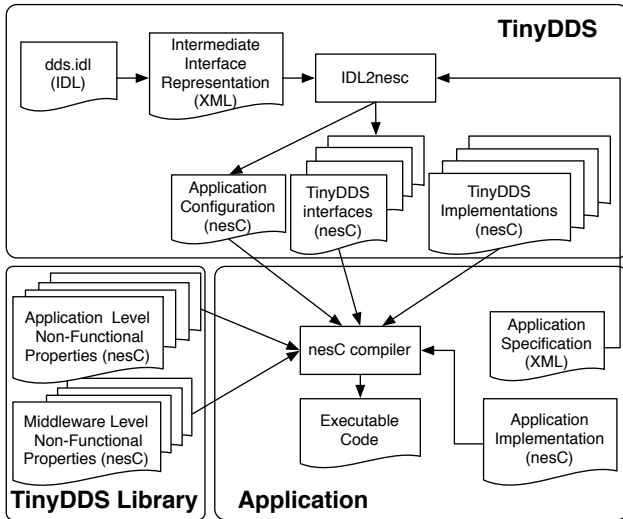 TinyDDS
dds.idl
(IDL)
Intermediate
Interface
Representation
(XML)
IDL2nesc
Application
Configuration
(nesC)
TinyDDS
interfaces
(nesC)
TinyDDS
Implementations
(nesC)
Application Level
Non-Functional
Properties (nesC)
Middleware Level
Non-Functional
Properties (nesC)
TinyDDS Library
nesC compiler
Executable
Code
Application
Specification
(XML)
Application
Implementation
(nesC)
Application